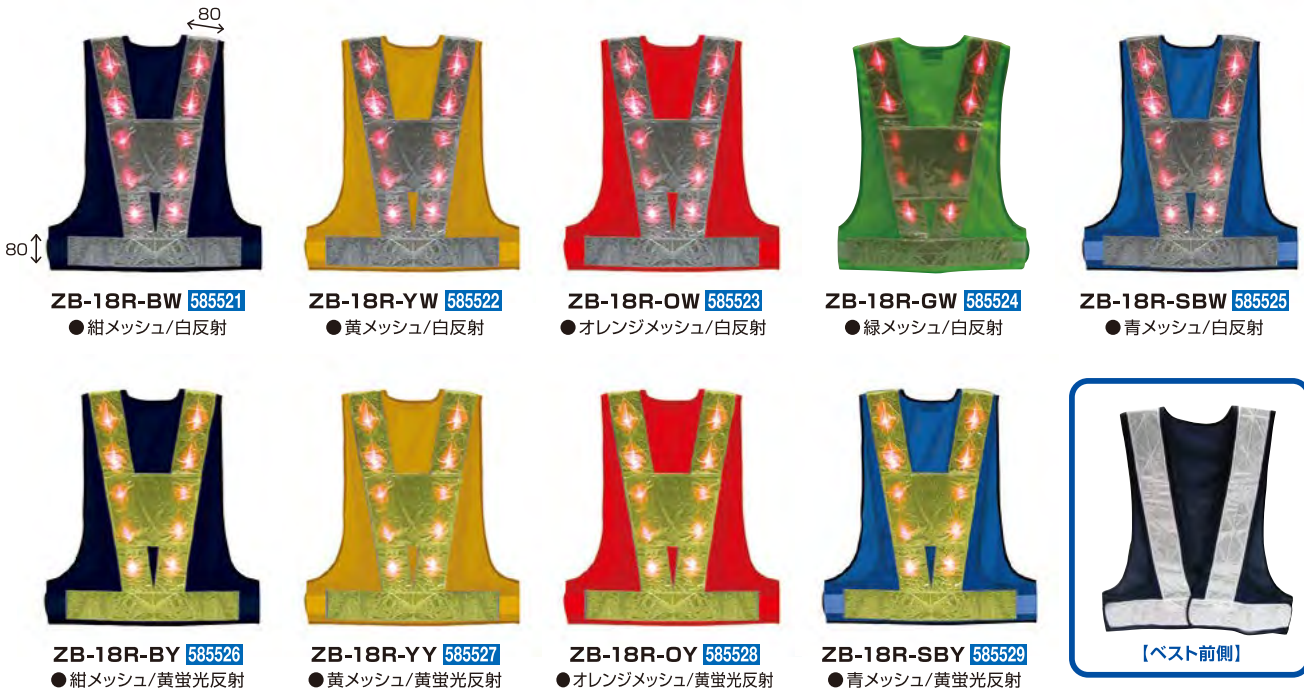 80
80
ZB-18R-BW 585521
●紺メッシュ/白反射
ZB-18R-YW 585522
●黄メッシュ/白反射
ZB-18R-OW 585523
●オレンジメッシュ/白反射
ZB-18R-GW 585524
●緑メッシュ/白反射
ZB-18R-SBW 585525
●青メッシュ/白反射
ZB-18R-BY 585526
●紺メッシュ/黄蛍光反射
ZB-18R-YY 585527
●黄メッシュ/黄蛍光反射
ZB-18R-OY 585528
●オレンジメッシュ/黄蛍光反射
ZB-18R-SBY 585529
●青メッシュ/黄蛍光反射
【ベスト前側】